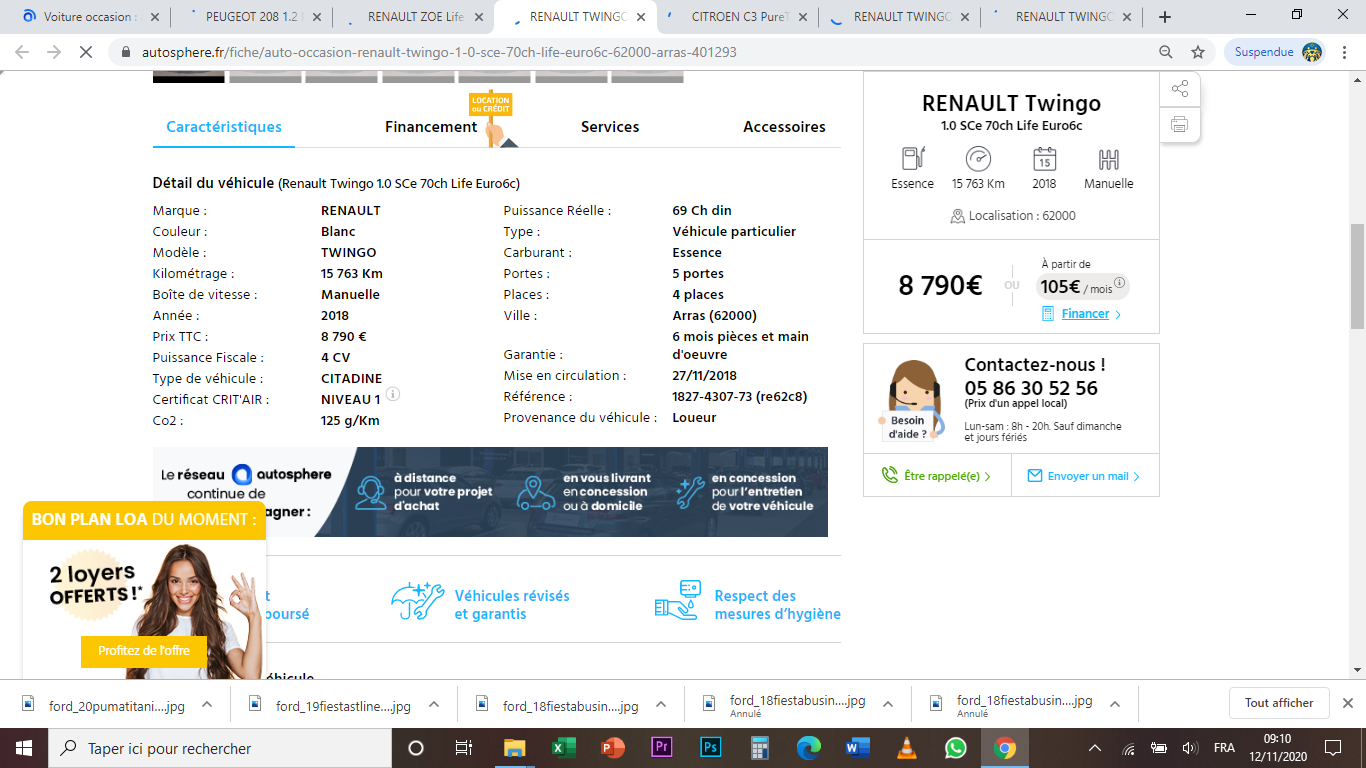 Voiture occasion : A
PEUGEOT 208 1.2
RENAULT ZOE Life
RENAULT TWINGO
CITROEN C3 PureT
RENAULT TWINGO
RENAULT TWINGO
autosphere.fr/fiche/auto-occasion-renault-twingo-1-0-sce-70ch-life-euro6c-62000-arras-401293
Suspendue
LOCATION
ou CRÉDIT
Caractéristiques
Financement
Services
Accessoires
Détail du véhicule (Renault Twingo 1.0 SCe 70ch Life Euro6c)
Marque : RENAULT
Couleur : Blanc
Modèle : TWINGO
Kilométrage : 15 763 Km
Boîte de vitesse : Manuelle
Année : 2018
Prix TTC : 8 790 €
Puissance Fiscale : 4 CV
Type de véhicule : CITADINE
Certificat CRIT'AIR : NIVEAU 1
Co2 : 125 g/Km
Puissance Réelle : 69 Ch din
Type : Véhicule particulier
Carburant : Essence
Portes : 5 portes
Places : 4 places
Ville : Arras (62000)
Garantie : 6 mois pièces et main
d'oeuvre
Mise en circulation : 27/11/2018
Référence : 1827-4307-73 (re62c8)
Provenance du véhicule : Loueur
RENAULT Twingo
1.0 SCe 70ch Life Euro6c
15
Essence
15 763 Km
2018
Manuelle
Localisation : 62000
8 790€
ou
À partir de
105€ / mois
Financer
Contactez-nous !
05 86 30 52 56
(Prix d'un appel local)
Lun-sam : 8h - 20h. Sauf dimanche
et jours fériés
Besoin
d'aide ?
Être rappelé(e)
Envoyer un mail
Le réseau autosphere
continue de
agner :
à distance
pour votre projet
d'achat
en vous livrant
en concession
ou à domicile
en concession
pour l'entretien
de votre véhicule
BON PLAN LOA DU MOMENT :
2 loyers
OFFERTS !*
Profitez de l'offre
t
boursé
Véhicules révisés
et garantis
Respect des
mesures d'hygiène
éhicule
ford_20pumatitani....jpg
ford_19fiestastline....jpg
ford_18fiestabusin....jpg
ford_18fiestabusin....jpg
Annulé
ford_18fiestabusin....jpg
Annulé
Tout afficher
Taper ici pour rechercher
FRA
09:10
12/11/2020